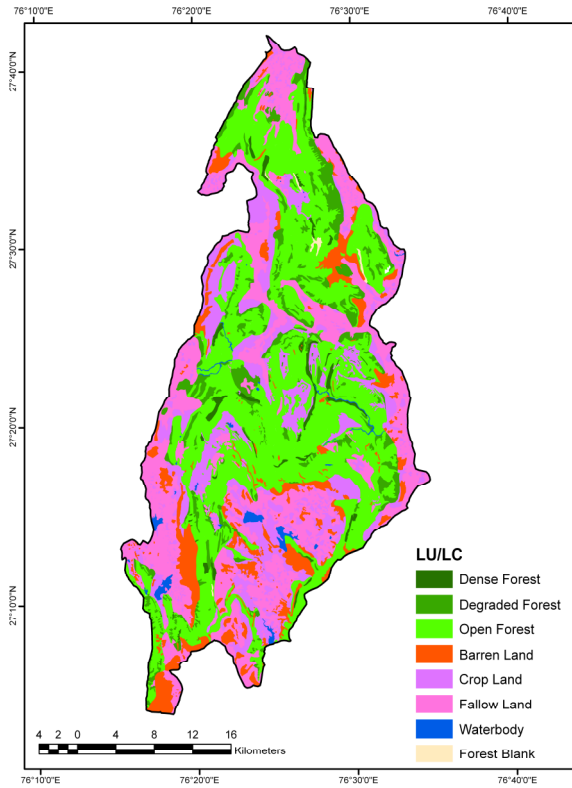 76°10'0"E 76°20'0"E 76°30'0"E 76°40'0"E
27°40'0"N
27°30'0"N
27°20'0"N
27°10'0"N
LU/LC
Dense Forest
Degraded Forest
Open Forest
Barren Land
Crop Land
Fallow Land
Waterbody
Forest Blank
4 2 0 4 8 12 16
Kilometers
76°10'0"E 76°20'0"E 76°30'0"E 76°40'0"E